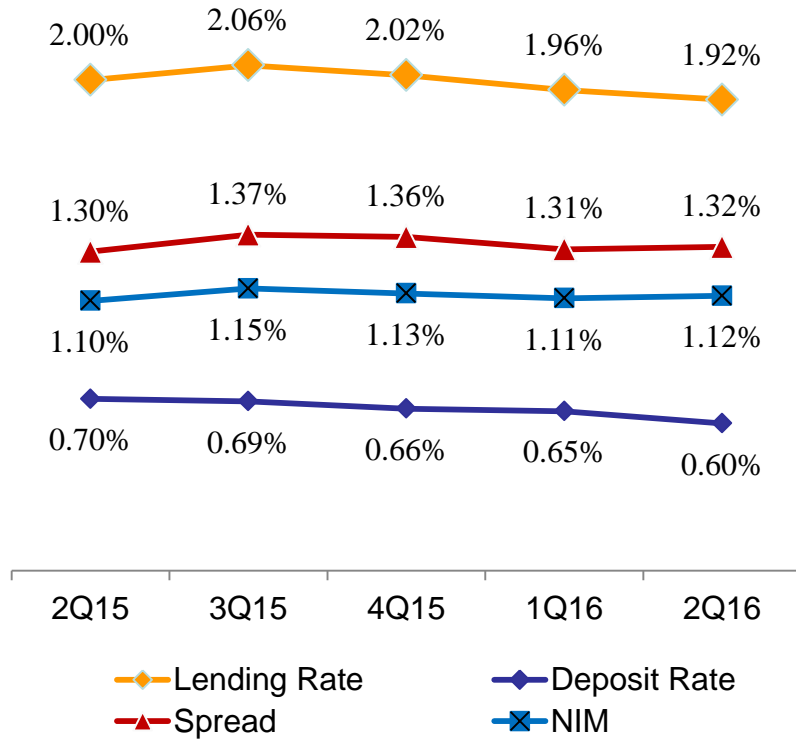 2.00% 2.06% 2.02% 1.96% 1.92%
1.30% 1.37% 1.36% 1.31% 1.32%
1.10% 1.15% 1.13% 1.11% 1.12%
0.70% 0.69% 0.66% 0.65% 0.60%
2Q15 3Q15 4Q15 1Q16 2Q16
Lending Rate Deposit Rate
Spread NIM